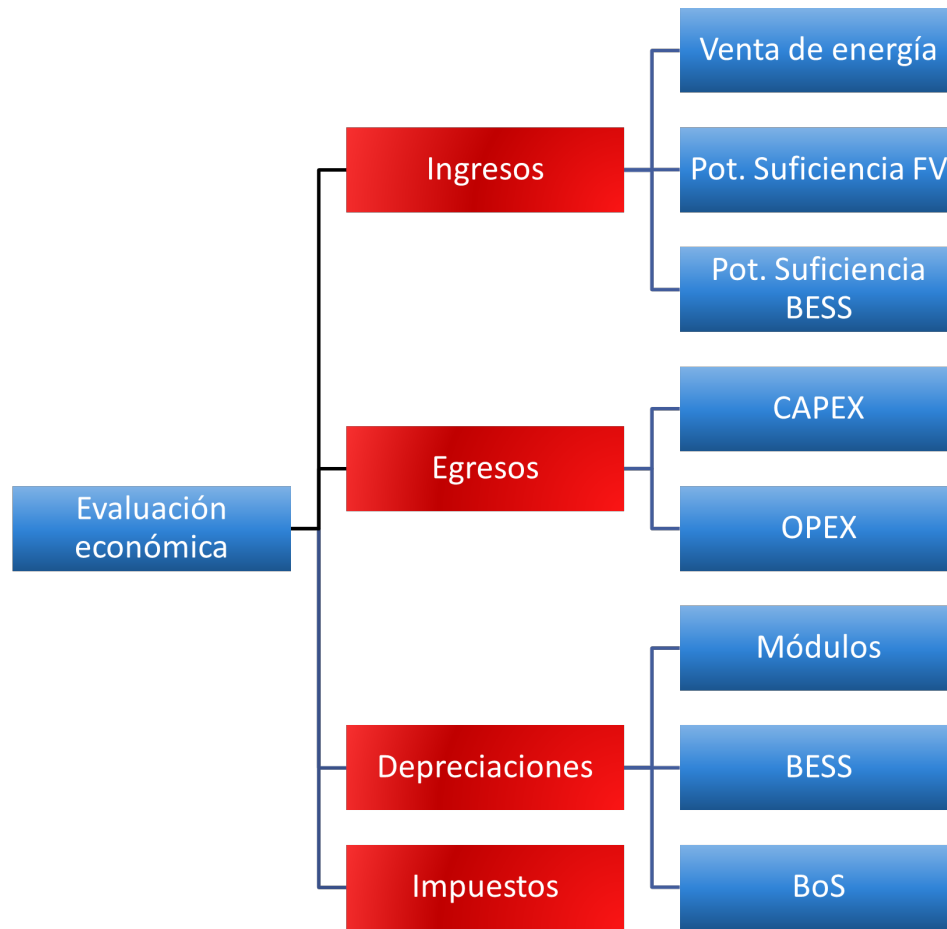 Evaluación
económica
Ingresos
Venta de energía
Pot. Suficiencia FV
Pot. Suficiencia
BESS
Egresos
CAPEX
OPEX
Depreciaciones
Módulos
BESS
BoS
Impuestos